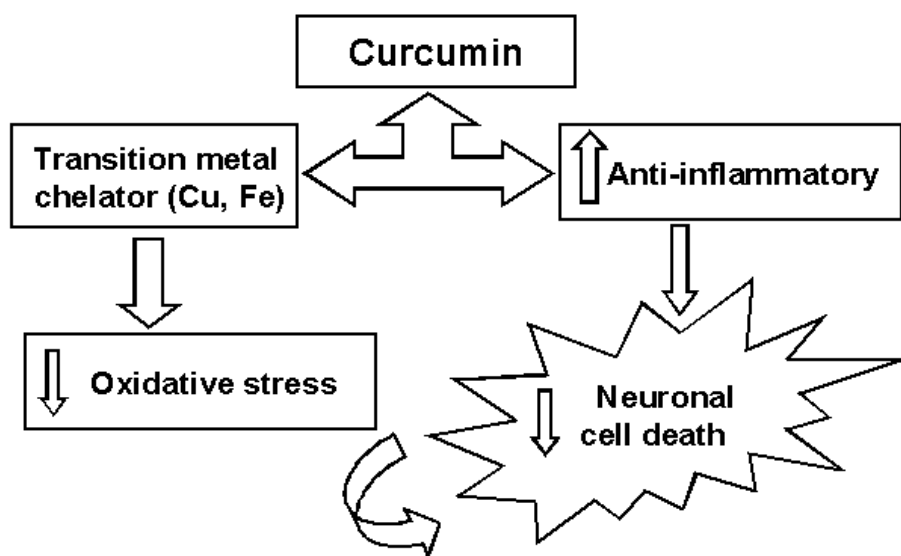 Curcumin
Transition metal
chelator (Cu, Fe)
Anti-inflammatory
Oxidative stress
Neuronal
cell death